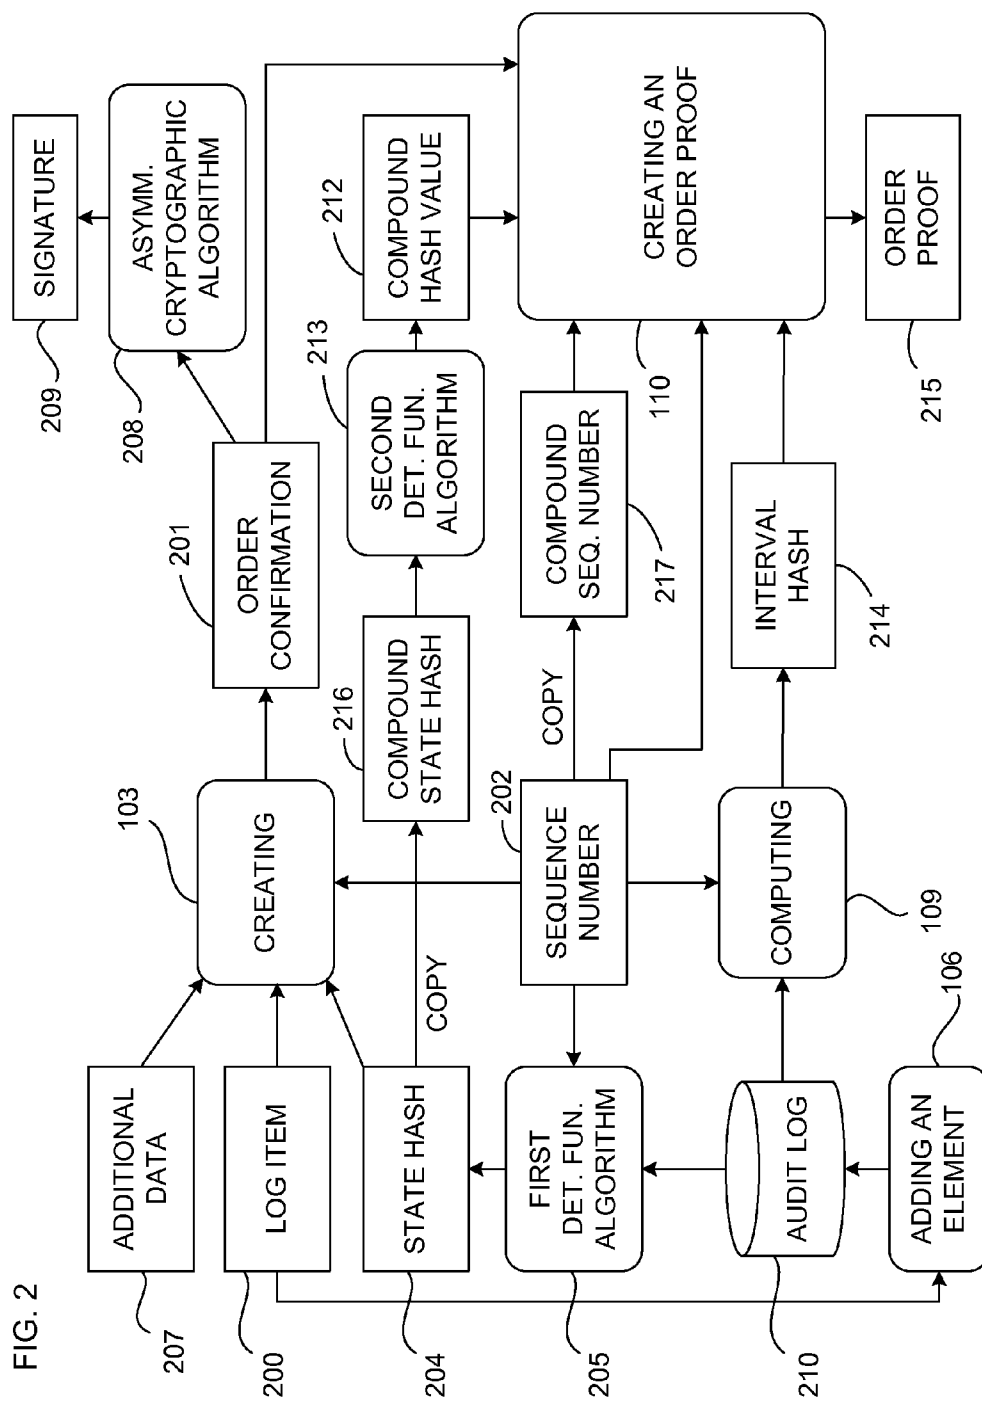 FIG. 2
ADDITIONAL
DATA
207
LOG ITEM
200
STATE HASH
204
FIRST
DET. FUN.
ALGORITHM
205
AUDIT LOG
210
ADDING AN
ELEMENT
106
CREATING
103
COPY
SEQUENCE
NUMBER
202
COMPUTING
109
ORDER
CONFIRMATION
201
COMPOUND
STATE HASH
216
COPY
COMPOUND
SEQ. NUMBER
217
INTERVAL
HASH
214
SIGNATURE
209
ASYMM.
CRYPTOGRAPHIC
ALGORITHM
208
SECOND
DET. FUN.
ALGORITHM
213
COMPOUND
HASH VALUE
212
CREATING AN
ORDER PROOF
110
ORDER
PROOF
215